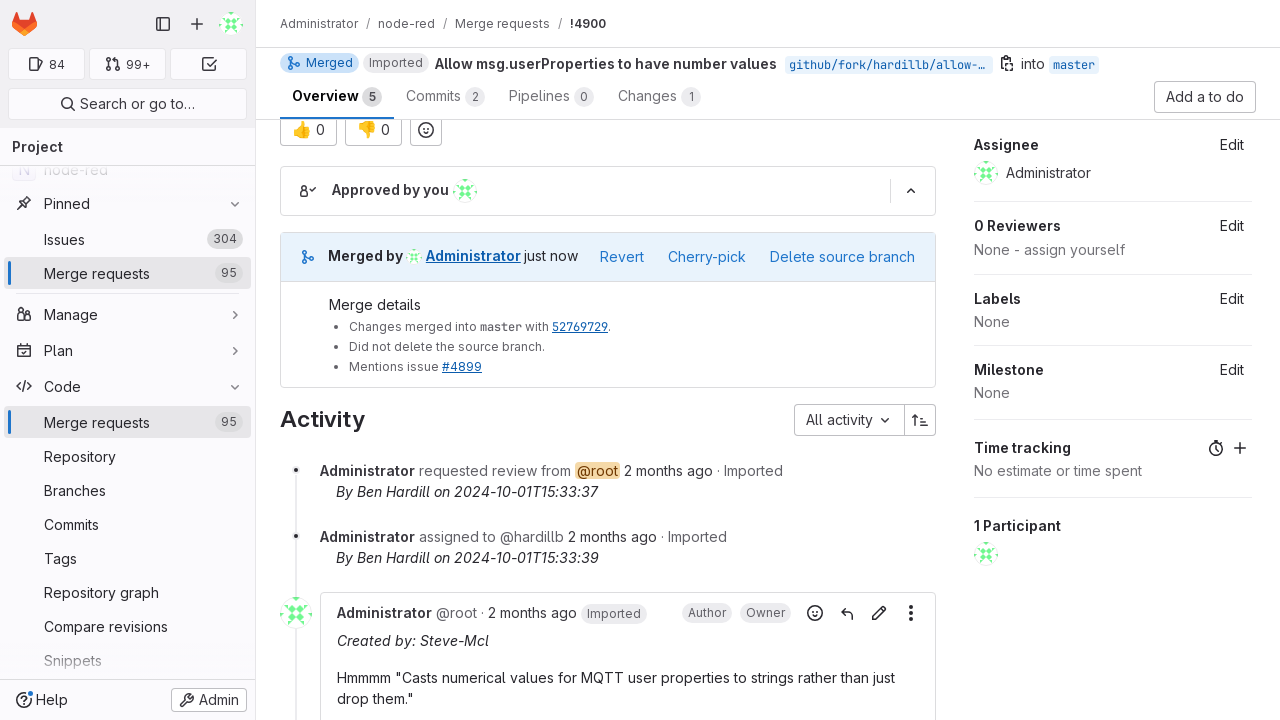 Administrator / node-red / Merge requests / !4900
84
99+
Search or go to…
Project
N node-red
Pinned
Issues 304
Merge requests 95
Manage
Plan
Code
Merge requests 95
Repository
Branches
Commits
Tags
Repository graph
Compare revisions
Snippets
Help
Admin
Merged Imported Allow msg.userProperties to have number values github/fork/hardillb/allow-… into master
Overview 5 Commits 2 Pipelines 0 Changes 1
Add a to do
👍 0 👎 0
Approved by you
Merged by Administrator just now Revert Cherry-pick Delete source branch
Merge details
Changes merged into master with 52769729.
Did not delete the source branch.
Mentions issue #4899
Activity
All activity
Administrator requested review from @root 2 months ago · Imported
By Ben Hardill on 2024-10-01T15:33:37
Administrator assigned to @hardillb 2 months ago · Imported
By Ben Hardill on 2024-10-01T15:33:39
Administrator @root · 2 months ago Imported Author Owner
Created by: Steve-Mcl
Hmmmm "Casts numerical values for MQTT user properties to strings rather than just
drop them."
Assignee Edit
Administrator
0 Reviewers Edit
None - assign yourself
Labels Edit
None
Milestone Edit
None
Time tracking
No estimate or time spent
1 Participant